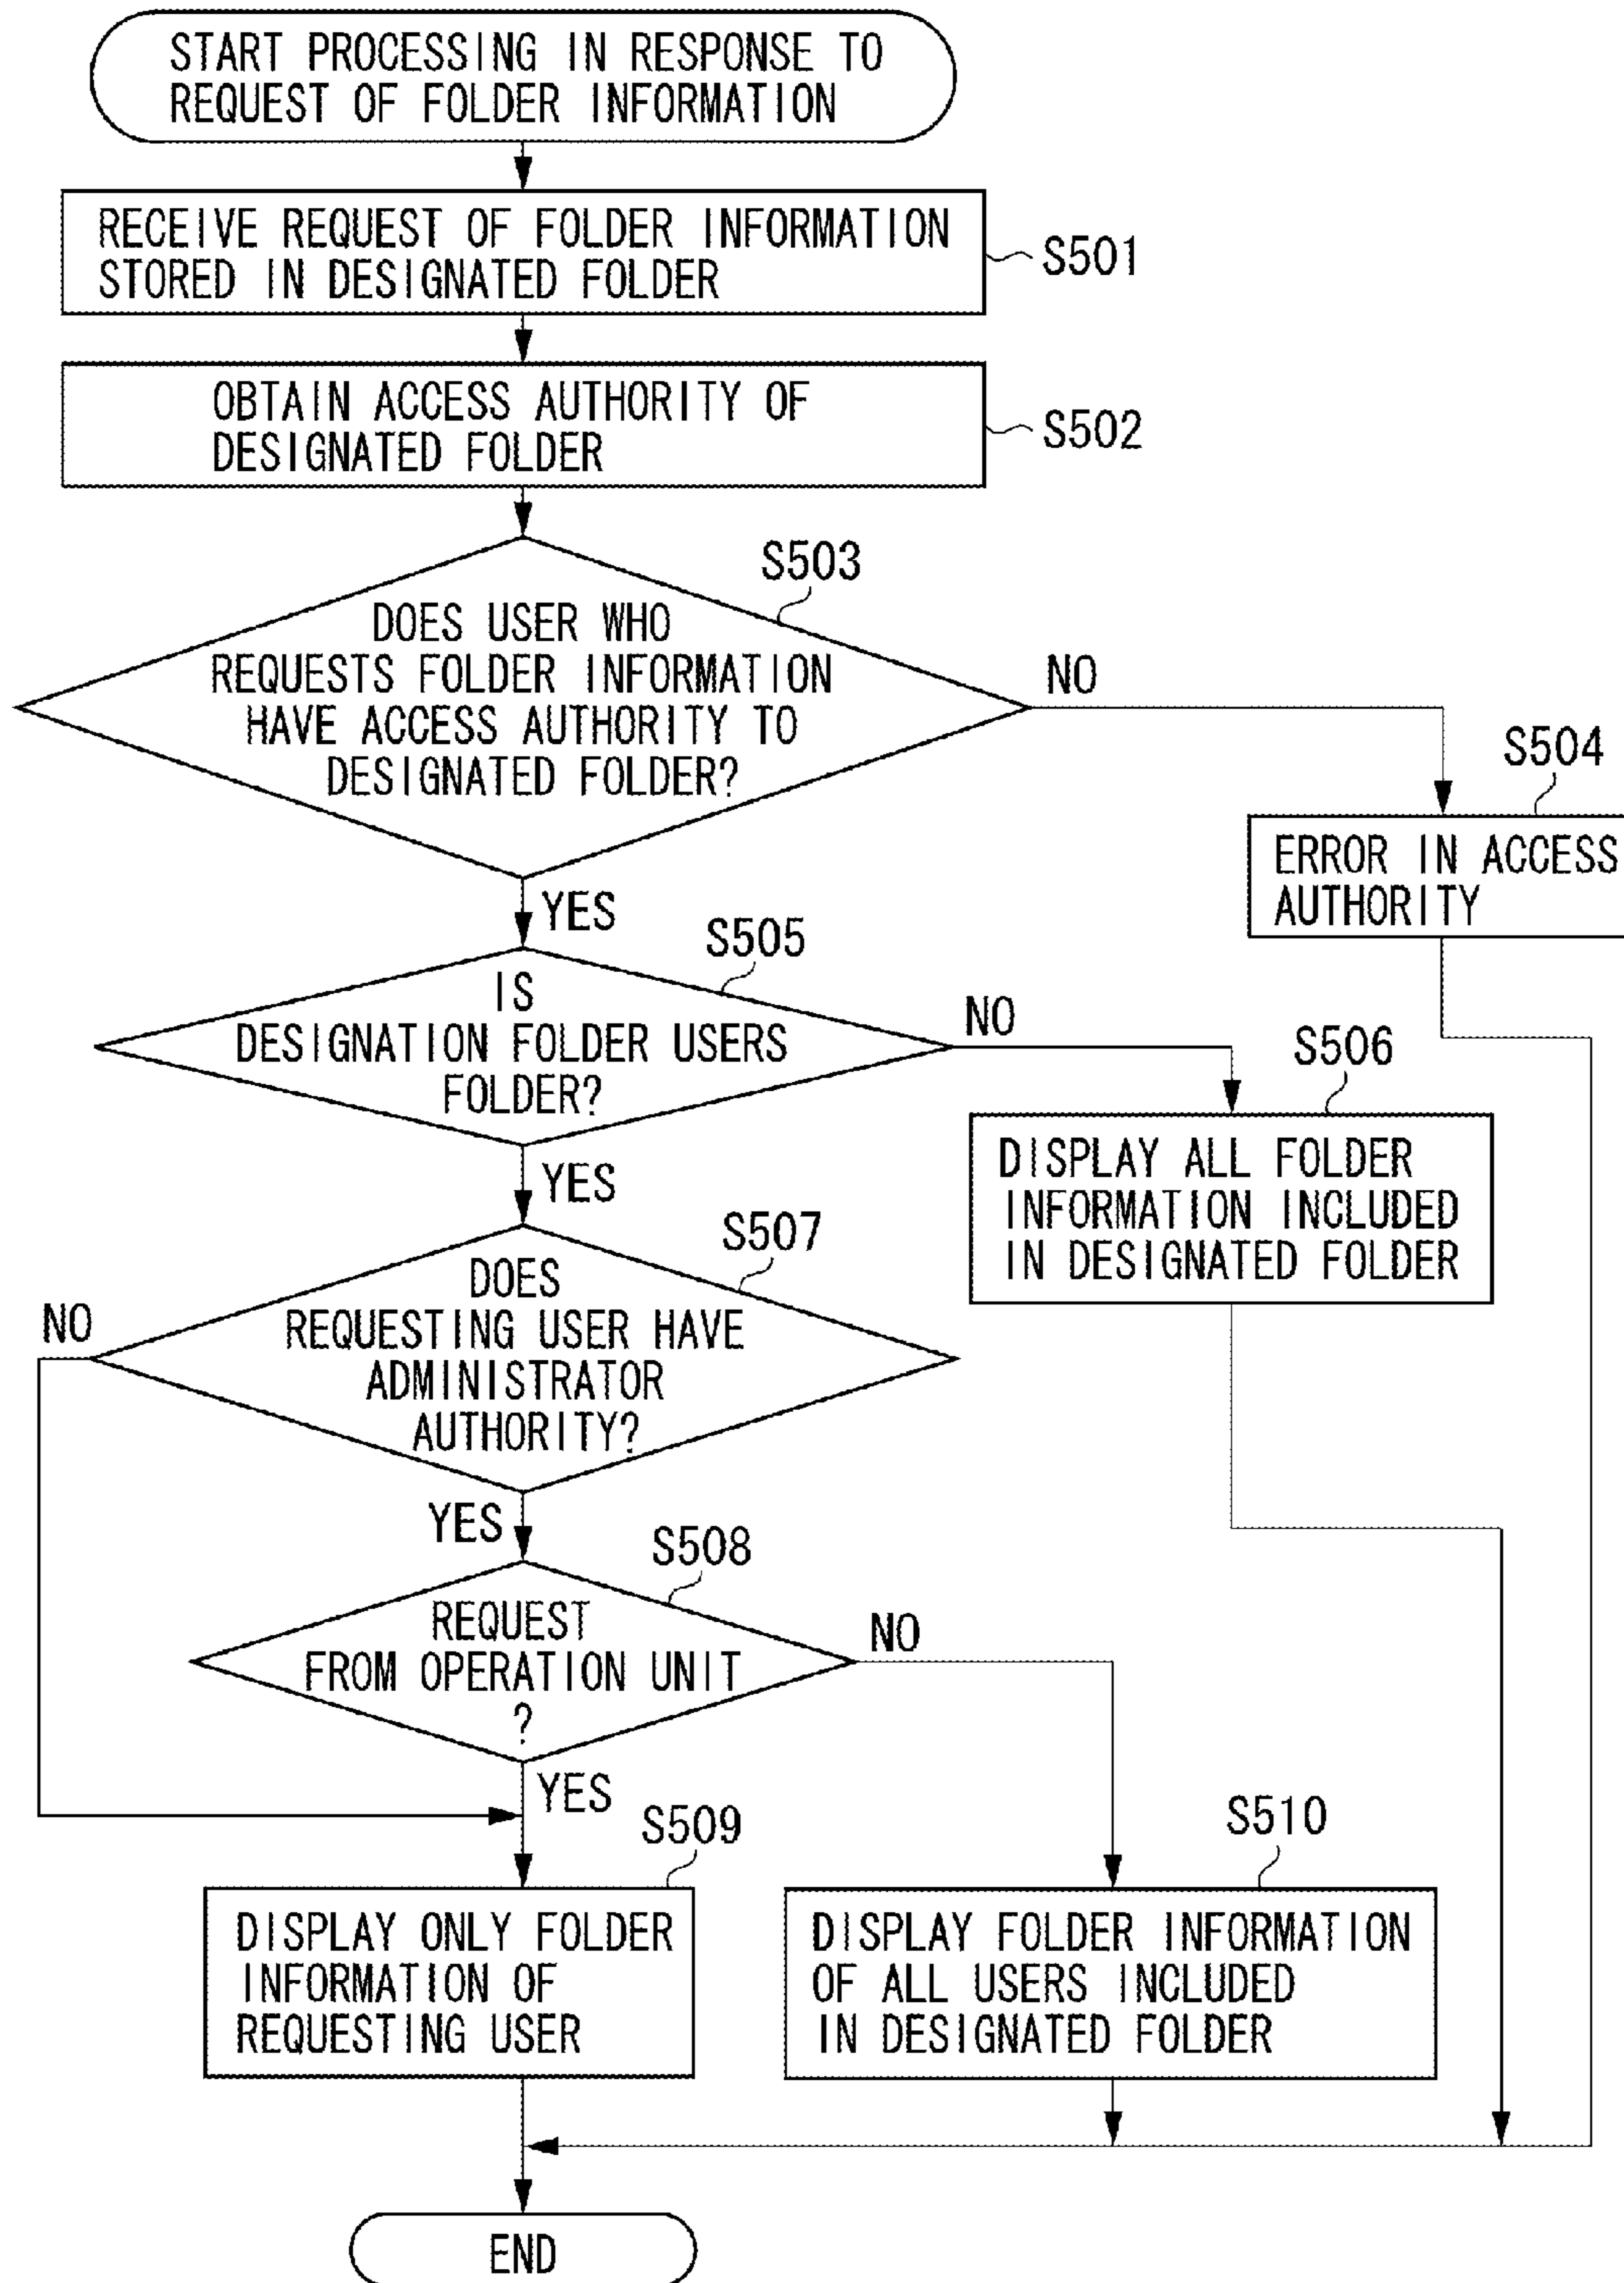 START PROCESSING IN RESPONSE TO
REQUEST OF FOLDER INFORMATION
RECEIVE REQUEST OF FOLDER INFORMATION
STORED IN DESIGNATED FOLDER
S501
OBTAIN ACCESS AUTHORITY OF
DESIGNATED FOLDER
S502
S503
DOES USER WHO
REQUESTS FOLDER INFORMATION
HAVE ACCESS AUTHORITY TO
DESIGNATED FOLDER?
NO
S504
ERROR IN ACCESS
AUTHORITY
YES
S505
IS
DESIGNATION FOLDER USERS
FOLDER?
NO
S506
DISPLAY ALL FOLDER
INFORMATION INCLUDED
IN DESIGNATED FOLDER
YES
S507
DOES
REQUESTING USER HAVE
ADMINISTRATOR
AUTHORITY?
NO
YES
S508
REQUEST
FROM OPERATION UNIT
?
NO
YES
S509
DISPLAY ONLY FOLDER
INFORMATION OF
REQUESTING USER
S510
DISPLAY FOLDER INFORMATION
OF ALL USERS INCLUDED
IN DESIGNATED FOLDER
END